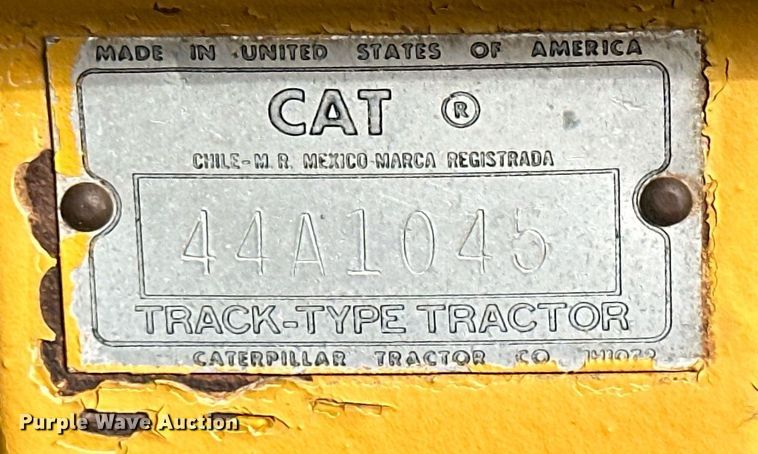 MADE IN UNITED STATES OF AMERICA
CAT ®
CHILE-M.R. MEXICO-MARCA REGISTRADA
44A1045
TRACK-TYPE TRACTOR
CATERPILLAR TRACTOR CO.
Purple Wave Auction